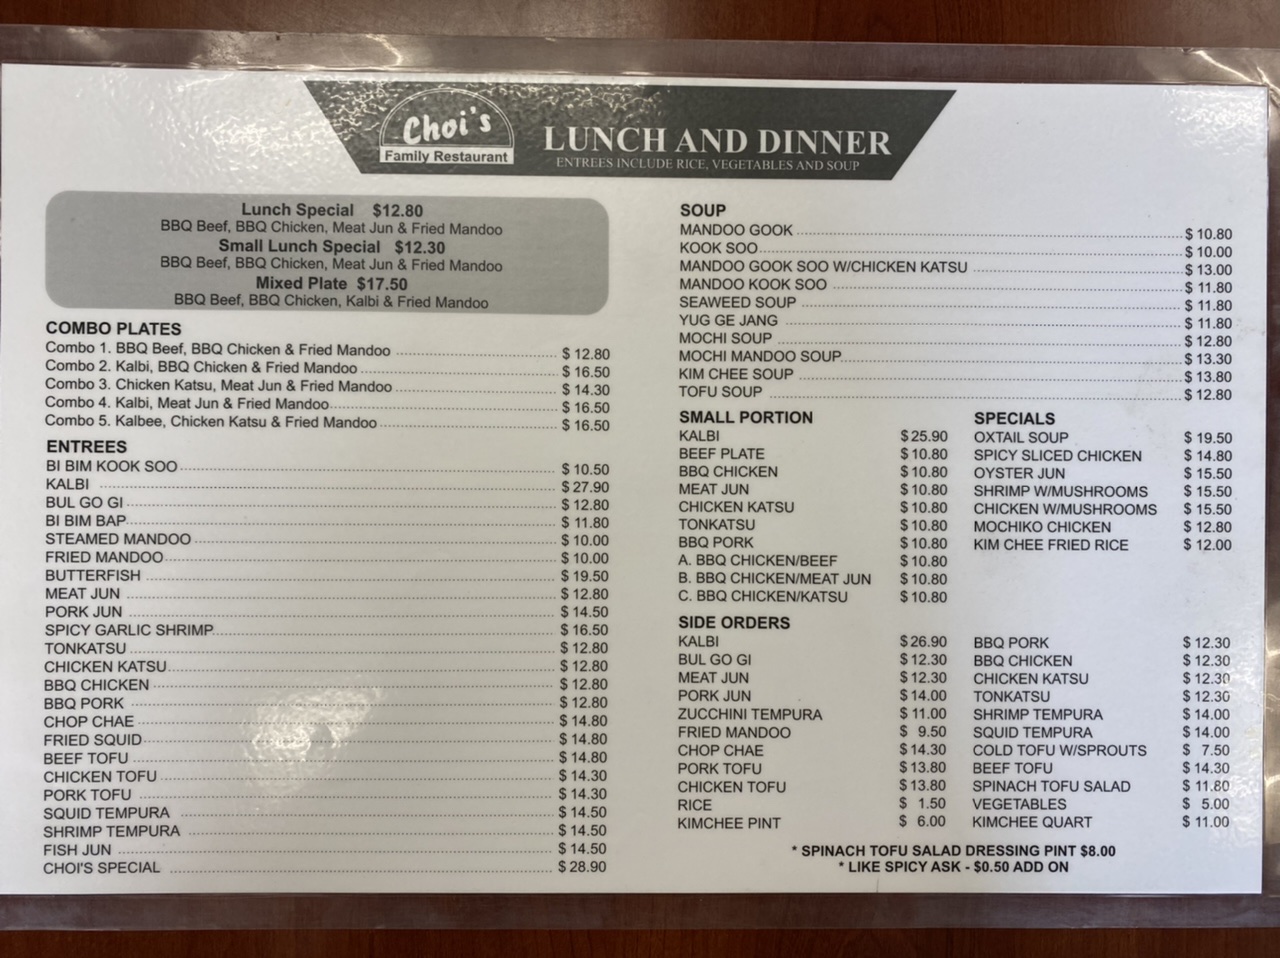 Choi's
Family Restaurant
LUNCH AND DINNER
ENTREES INCLUDE RICE, VEGETABLES AND SOUP
Lunch Special $12.80
BBQ Beef, BBQ Chicken, Meat Jun & Fried Mandoo
Small Lunch Special $12.30
BBQ Beef, BBQ Chicken, Meat Jun & Fried Mandoo
Mixed Plate $17.50
BBQ Beef, BBQ Chicken, Kalbi & Fried Mandoo
COMBO PLATES
Combo 1. BBQ Beef, BBQ Chicken & Fried Mandoo $ 12.80
Combo 2. Kalbi, BBQ Chicken & Fried Mandoo $ 16.50
Combo 3. Chicken Katsu, Meat Jun & Fried Mandoo $ 14.30
Combo 4. Kalbi, Meat Jun & Fried Mandoo $ 16.50
Combo 5. Kalbee, Chicken Katsu & Fried Mandoo $ 16.50
ENTREES
BI BIM KOOK SOO $ 10.50
KALBI $ 27.90
BUL GO GI $ 12.80
BI BIM BAP $ 11.80
STEAMED MANDOO $ 10.00
FRIED MANDOO $ 10.00
BUTTERFISH $ 19.50
MEAT JUN $ 12.80
PORK JUN $ 14.50
SPICY GARLIC SHRIMP $ 16.50
TONKATSU $ 12.80
CHICKEN KATSU $ 12.80
BBQ CHICKEN $ 12.80
BBQ PORK $ 12.80
CHOP CHAE $ 14.80
FRIED SQUID $ 14.80
BEEF TOFU $ 14.80
CHICKEN TOFU $ 14.30
PORK TOFU $ 14.30
SQUID TEMPURA $ 14.50
SHRIMP TEMPURA $ 14.50
FISH JUN $ 14.50
CHOI'S SPECIAL $ 28.90
SOUP
MANDOO GOOK $ 10.80
KOOK SOO $ 10.00
MANDOO GOOK SOO W/CHICKEN KATSU $ 13.00
MANDOO KOOK SOO $ 11.80
SEAWEED SOUP $ 11.80
YUG GE JANG $ 11.80
MOCHI SOUP $ 12.80
MOCHI MANDOO SOUP $ 13.30
KIM CHEE SOUP $ 13.80
TOFU SOUP $ 12.80
SMALL PORTION
KALBI $ 25.90
BEEF PLATE $ 10.80
BBQ CHICKEN $ 10.80
MEAT JUN $ 10.80
CHICKEN KATSU $ 10.80
TONKATSU $ 10.80
BBQ PORK $ 10.80
A. BBQ CHICKEN/BEEF $ 10.80
B. BBQ CHICKEN/MEAT JUN $ 10.80
C. BBQ CHICKEN/KATSU $ 10.80
SPECIALS
OXTAIL SOUP $ 19.50
SPICY SLICED CHICKEN $ 14.80
OYSTER JUN $ 15.50
SHRIMP W/MUSHROOMS $ 15.50
CHICKEN W/MUSHROOMS $ 15.50
MOCHIKO CHICKEN $ 12.80
KIM CHEE FRIED RICE $ 12.00
SIDE ORDERS
KALBI $ 26.90
BUL GO GI $ 12.30
MEAT JUN $ 12.30
PORK JUN $ 14.00
ZUCCHINI TEMPURA $ 11.00
FRIED MANDOO $ 9.50
CHOP CHAE $ 14.30
PORK TOFU $ 13.80
CHICKEN TOFU $ 13.80
RICE $ 1.50
KIMCHEE PINT $ 6.00
BBQ PORK $ 12.30
BBQ CHICKEN $ 12.30
CHICKEN KATSU $ 12.30
TONKATSU $ 12.30
SHRIMP TEMPURA $ 14.00
SQUID TEMPURA $ 14.00
COLD TOFU W/SPROUTS $ 7.50
BEEF TOFU $ 14.30
SPINACH TOFU SALAD $ 11.80
VEGETABLES $ 5.00
KIMCHEE QUART $ 11.00
* SPINACH TOFU SALAD DRESSING PINT $8.00
* LIKE SPICY ASK - $0.50 ADD ON